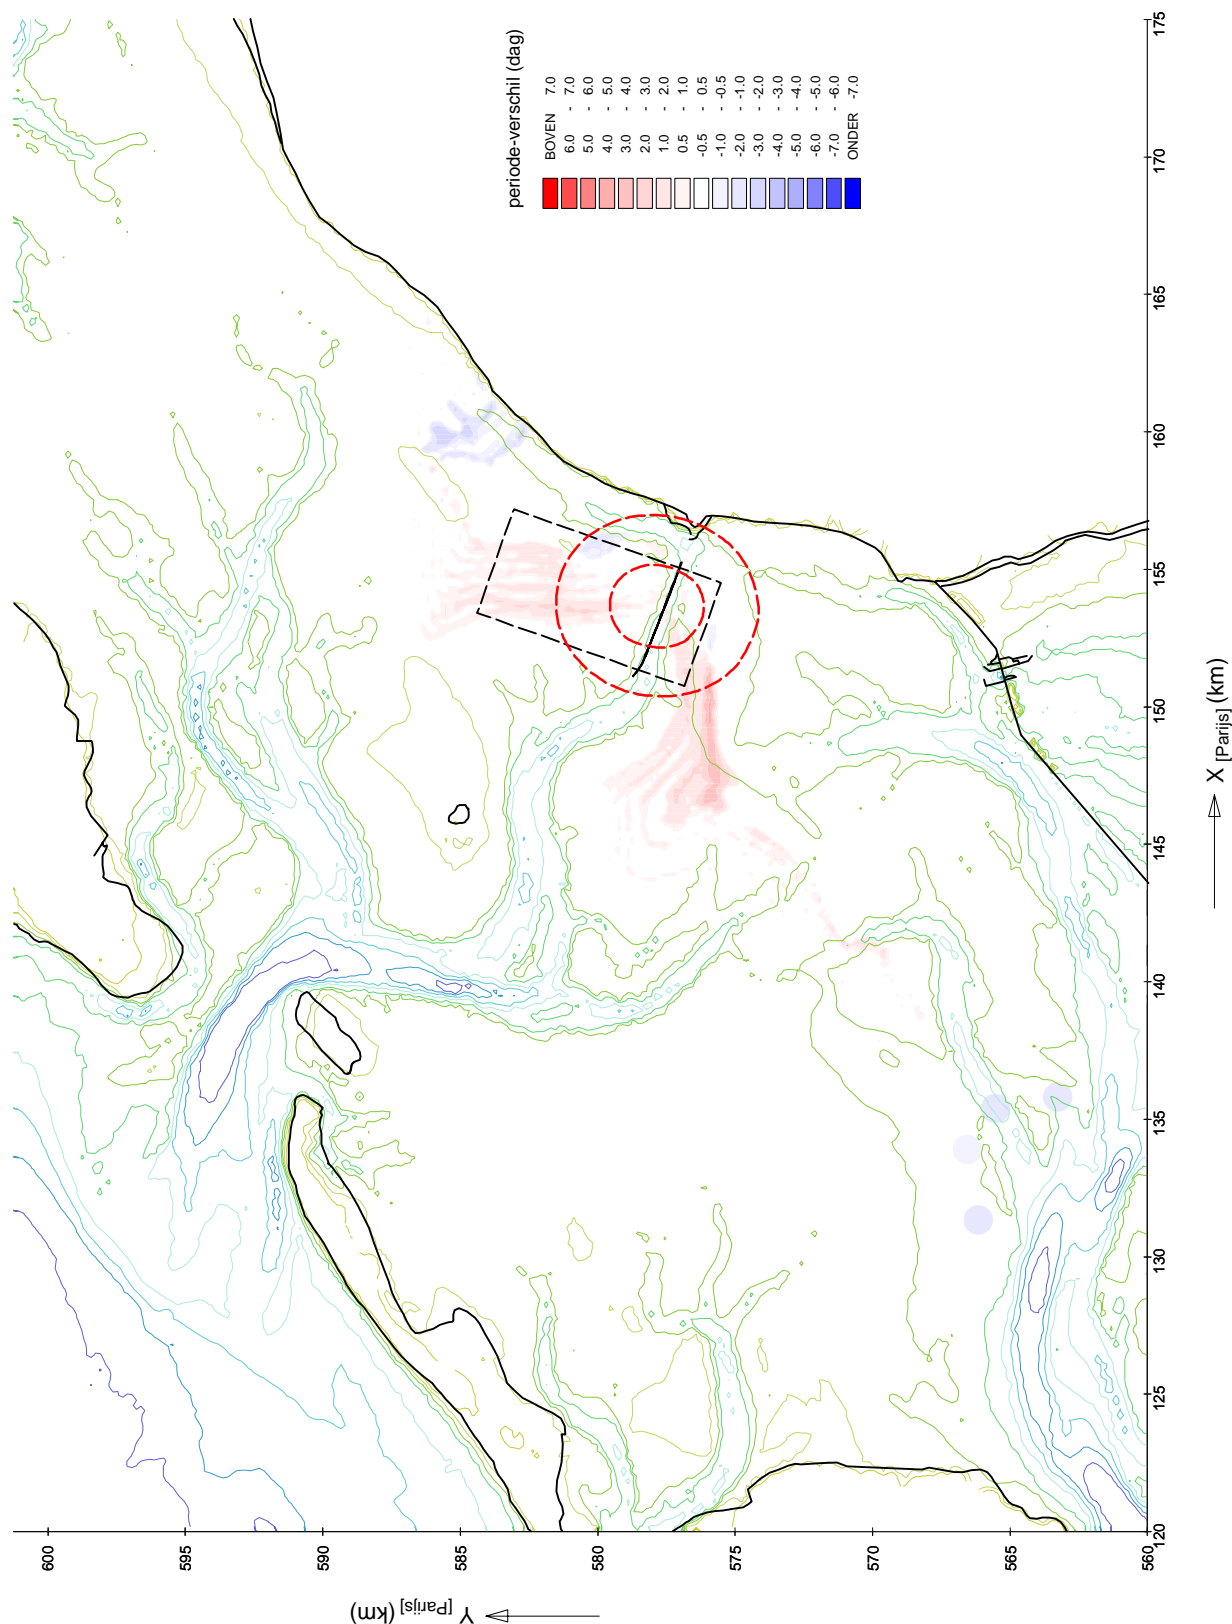 periode-verschil (dag)
BOVEN 7.0
6.0 - 7.0
5.0 - 6.0
4.0 - 5.0
3.0 - 4.0
2.0 - 3.0
1.0 - 2.0
0.5 - 1.0
-0.5 - 0.5
-1.0 - -0.5
-2.0 - -1.0
-3.0 - -2.0
-4.0 - -3.0
-5.0 - -4.0
-6.0 - -5.0
-7.0 - -6.0
ONDER -7.0
600
595
590
585
580
575
570
565
560
Y [Parijs] (km)
120
125
130
135
140
145
150
155
160
165
170
175
X [Parijs] (km)